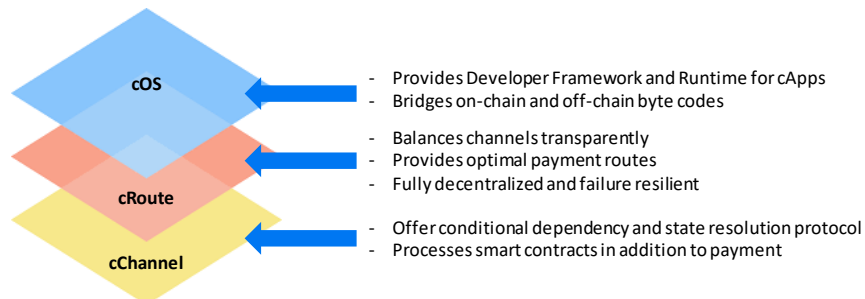 cOS
- Provides Developer Framework and Runtime for cApps
- Bridges on-chain and off-chain byte codes
cRoute
- Balances channels transparently
- Provides optimal payment routes
- Fully decentralized and failure resilient
cChannel
- Offer conditional dependency and state resolution protocol
- Processes smart contracts in addition to payment